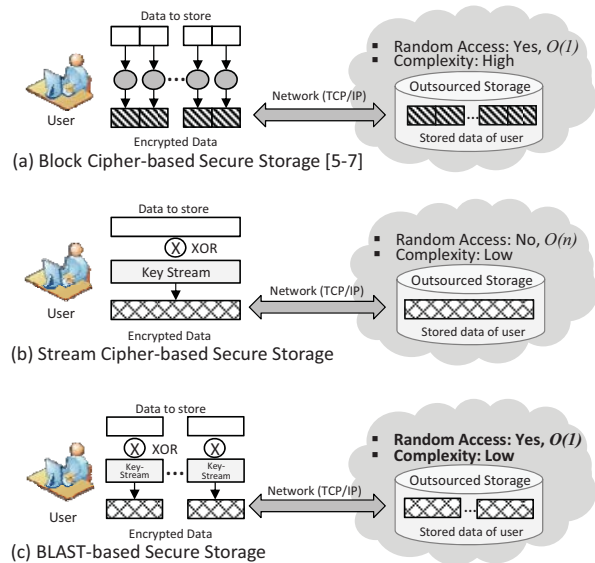 Data to store
...
User
Encrypted Data
Network (TCP/IP)
▪ Random Access: Yes, O(1)
▪ Complexity: High
Outsourced Storage
...
Stored data of user
(a) Block Cipher-based Secure Storage [5-7]
Data to store
X XOR
Key Stream
User
Encrypted Data
Network (TCP/IP)
▪ Random Access: No, O(n)
▪ Complexity: Low
Outsourced Storage
Stored data of user
(b) Stream Cipher-based Secure Storage
Data to store
X XOR X
Key-Stream ... Key-Stream
User
Encrypted Data
Network (TCP/IP)
▪ Random Access: Yes, O(1)
▪ Complexity: Low
Outsourced Storage
...
Stored data of user
(c) BLAST-based Secure Storage